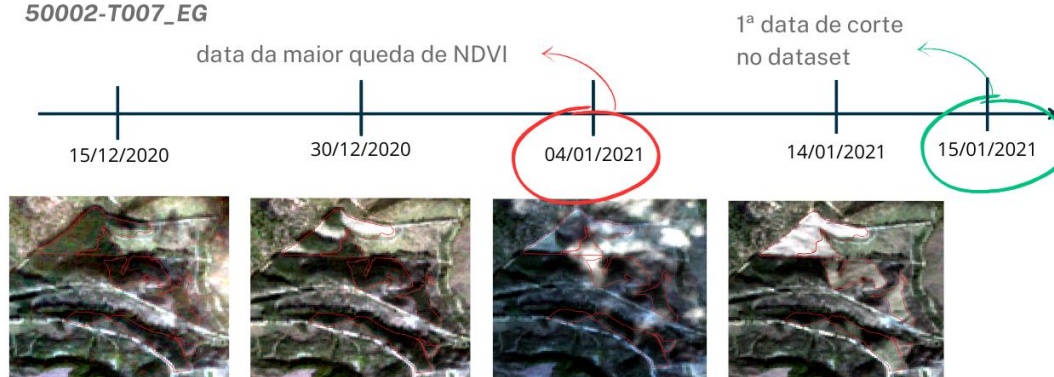 50002-T007_EG
data da maior queda de NDVI
1ª data de corte
no dataset
15/12/2020
30/12/2020
04/01/2021
14/01/2021
15/01/2021